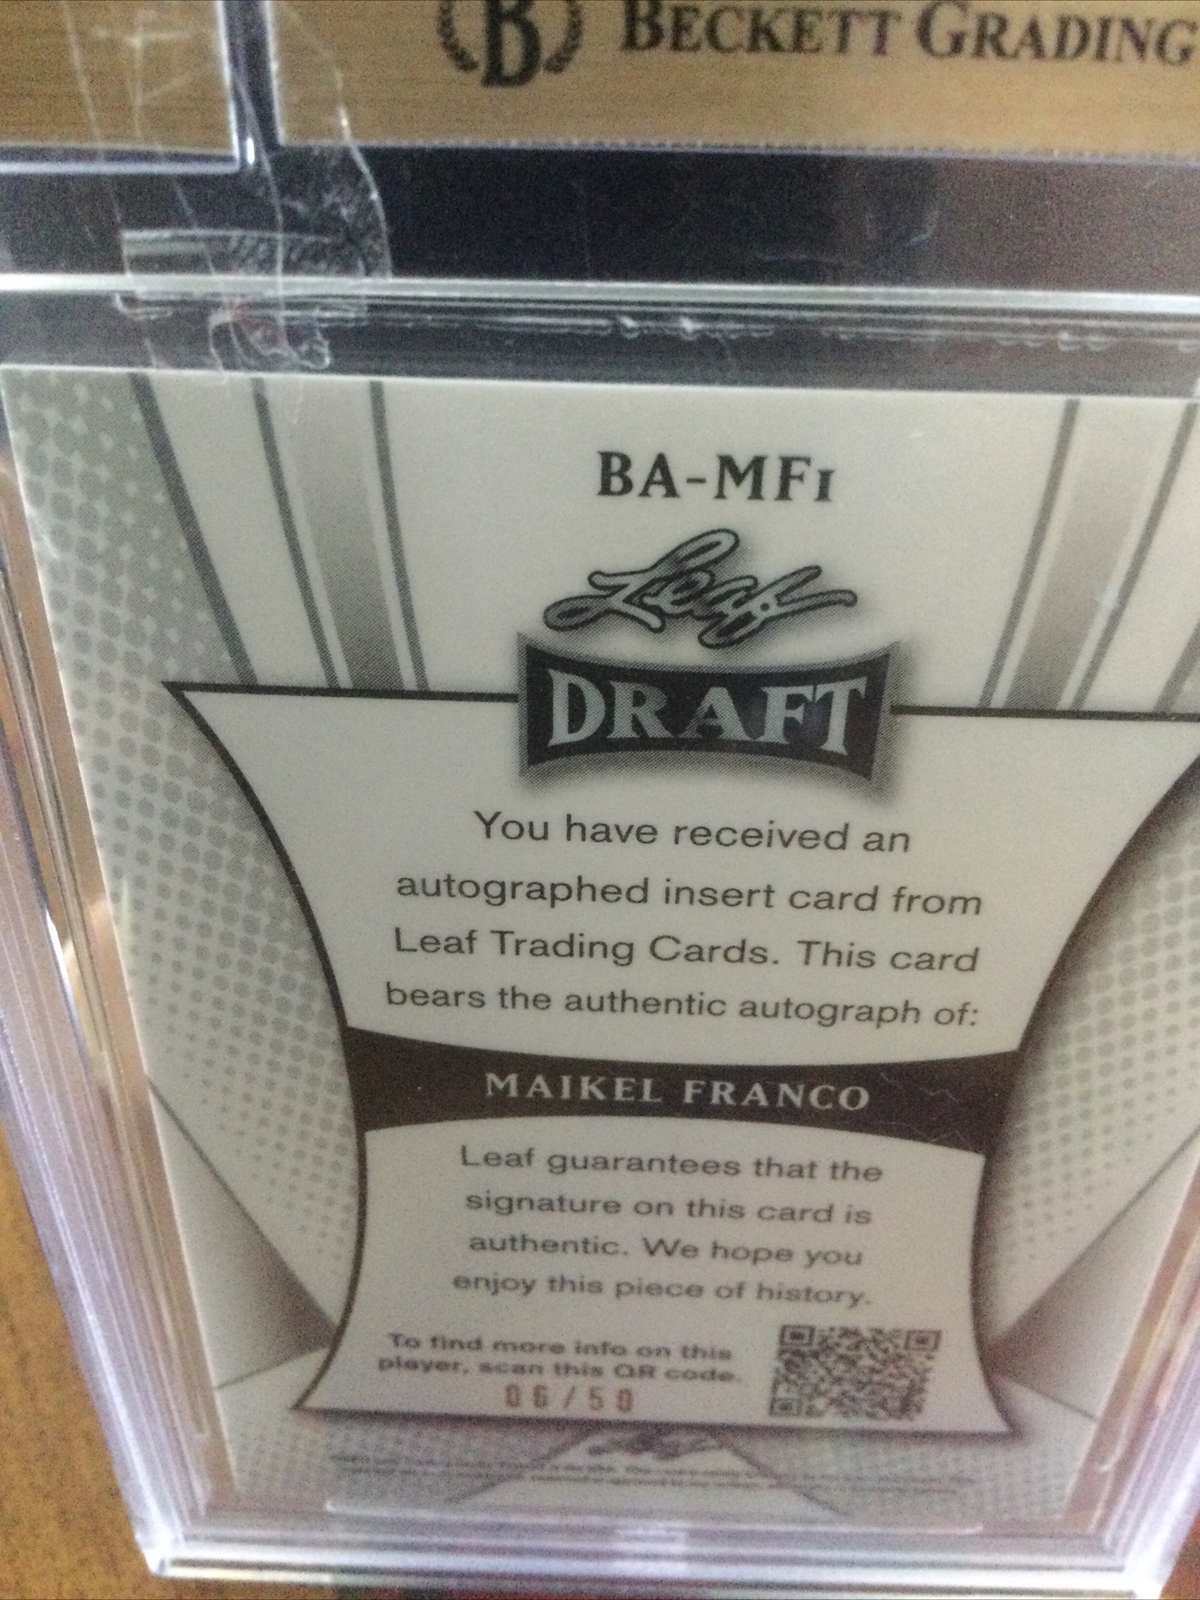 B BECKETT GRADING
BA-MF1
Leaf
DRAFT
You have received an
autographed insert card from
Leaf Trading Cards. This card
bears the authentic autograph of:
MAIKEL FRANCO
Leaf guarantees that the
signature on this card is
authentic. We hope you
enjoy this piece of history.
To find more info on this
player, scan this QR code.
06/50
Leaf